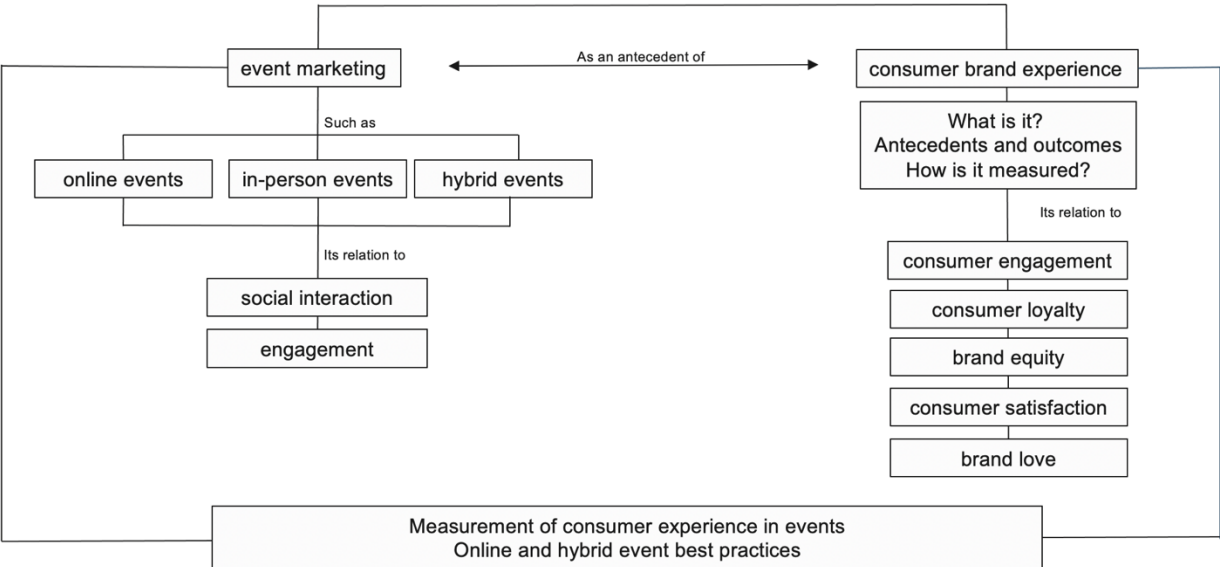 event marketing
As an antecedent of
consumer brand experience
Such as
online events
in-person events
hybrid events
Its relation to
social interaction
engagement
What is it?
Antecedents and outcomes
How is it measured?
Its relation to
consumer engagement
consumer loyalty
brand equity
consumer satisfaction
brand love
Measurement of consumer experience in events
Online and hybrid event best practices